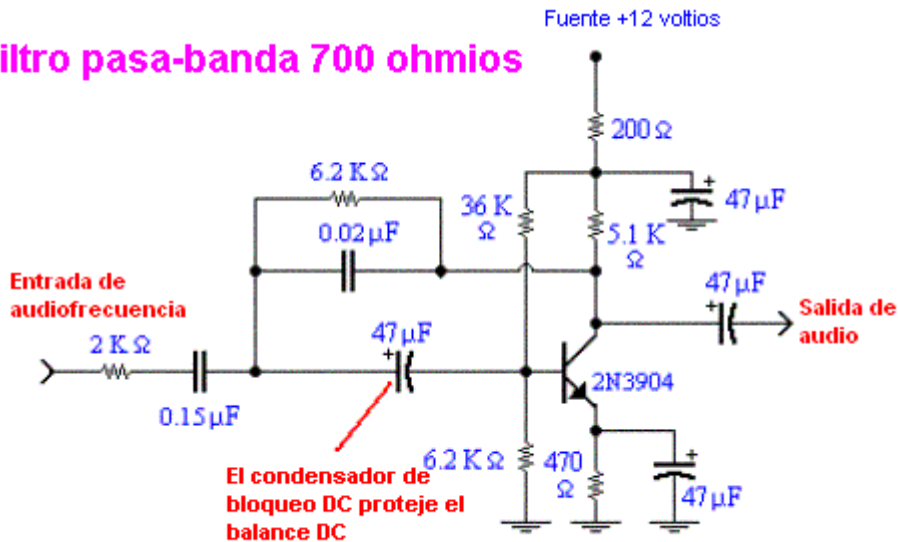 Fuente +12 voltios
iltro pasa-banda 700 ohmios
200 Ω
6.2 K Ω
36 K
Ω
47 µF
0.02 µF
5.1 K
Ω
Entrada de
audiofrecuencia
47 µF
Salida de
audio
2 K Ω
47 µF
0.15 µF
2N3904
El condensador de
bloqueo DC proteje el
balance DC
6.2 K Ω
470
Ω
47 µF